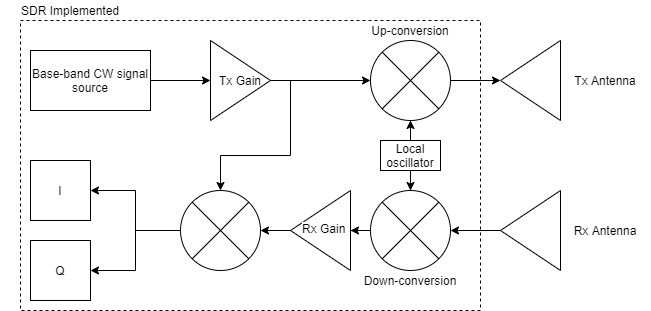 SDR Implemented
Up-conversion
Base-band CW signal
source
Tx Gain
Tx Antenna
Local
oscillator
I
Rx Gain
Rx Antenna
Q
Down-conversion